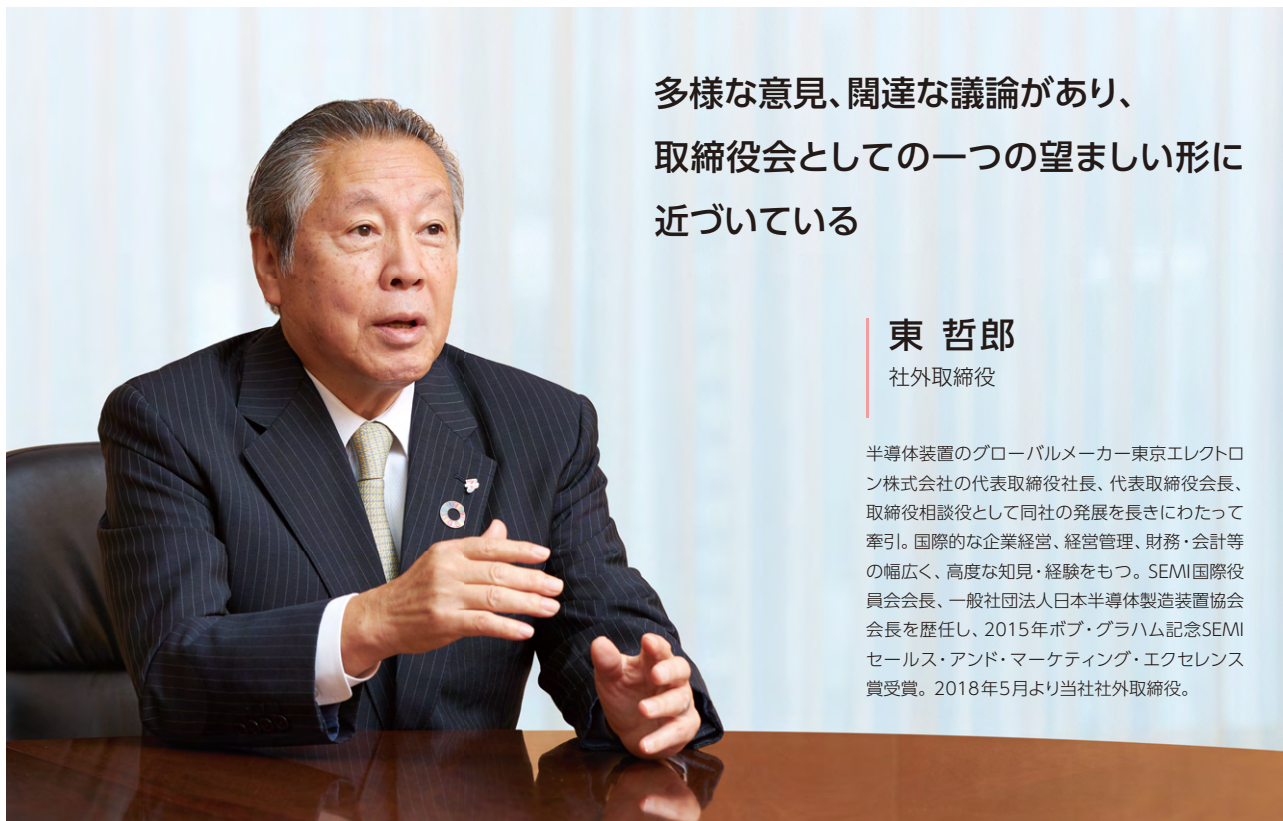 多様な意見、闊達な議論があり、
取締役会としての一つの望ましい形に
近づいている
東 哲郎
社外取締役
半導体装置のグローバルメーカー東京エレクトロ
ン株式会社の代表取締役社長、代表取締役会長、
取締役相談役として同社の発展を長きにわたって
牽引。国際的な企業経営、経営管理、財務・会計等
の幅広く、高度な知見・経験をもつ。SEMI国際役
員会会長、一般社団法人日本半導体製造装置協会
会長を歴任し、2015年ボブ・グラハム記念SEMI
セールス・アンド・マーケティング・エクセレンス
賞受賞。2018年5月より当社社外取締役。